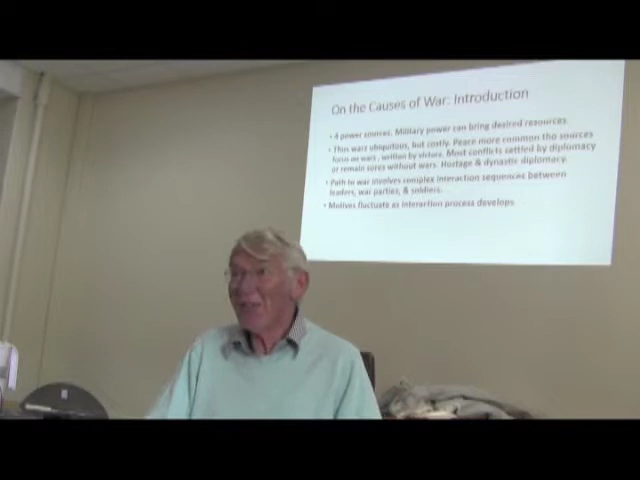 On the Causes of War: Introduction
• 4 power sources. Military power can bring desired resources
• Thus wars ubiquitous, but costly. Peace more common tho sources
focus on wars, written by victors. Most conflicts settled by diplomacy
or remain sores without wars. Hostage & dynastic diplomacy.
• Path to war involves complex interaction sequences between
leaders, war parties, & soldiers.
• Motives fluctuate as interaction process develops